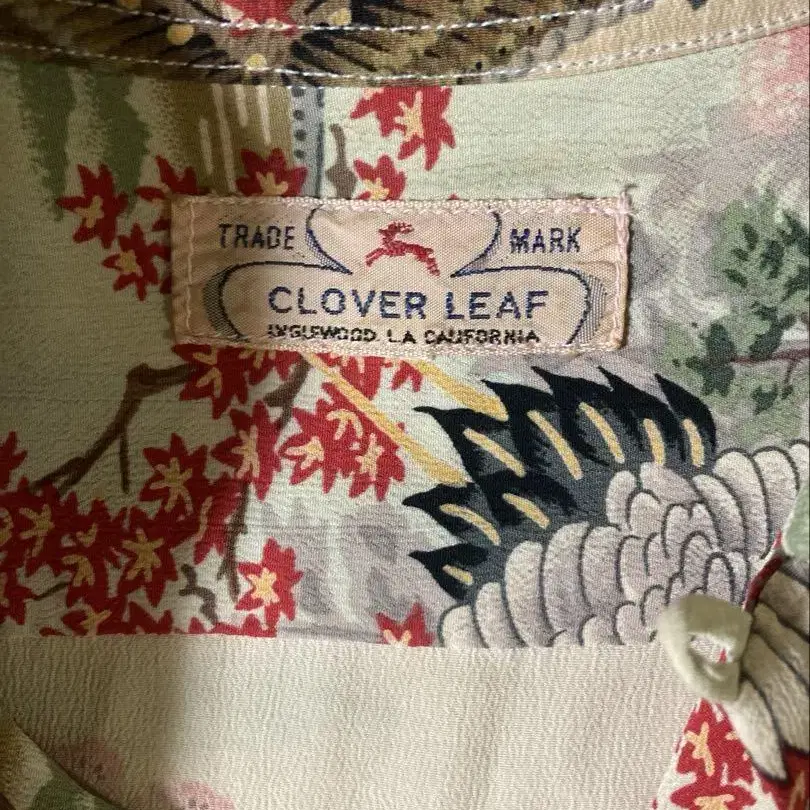 TRADE MARK
CLOVER LEAF
INGLEWOOD. LA CALIFORNIA